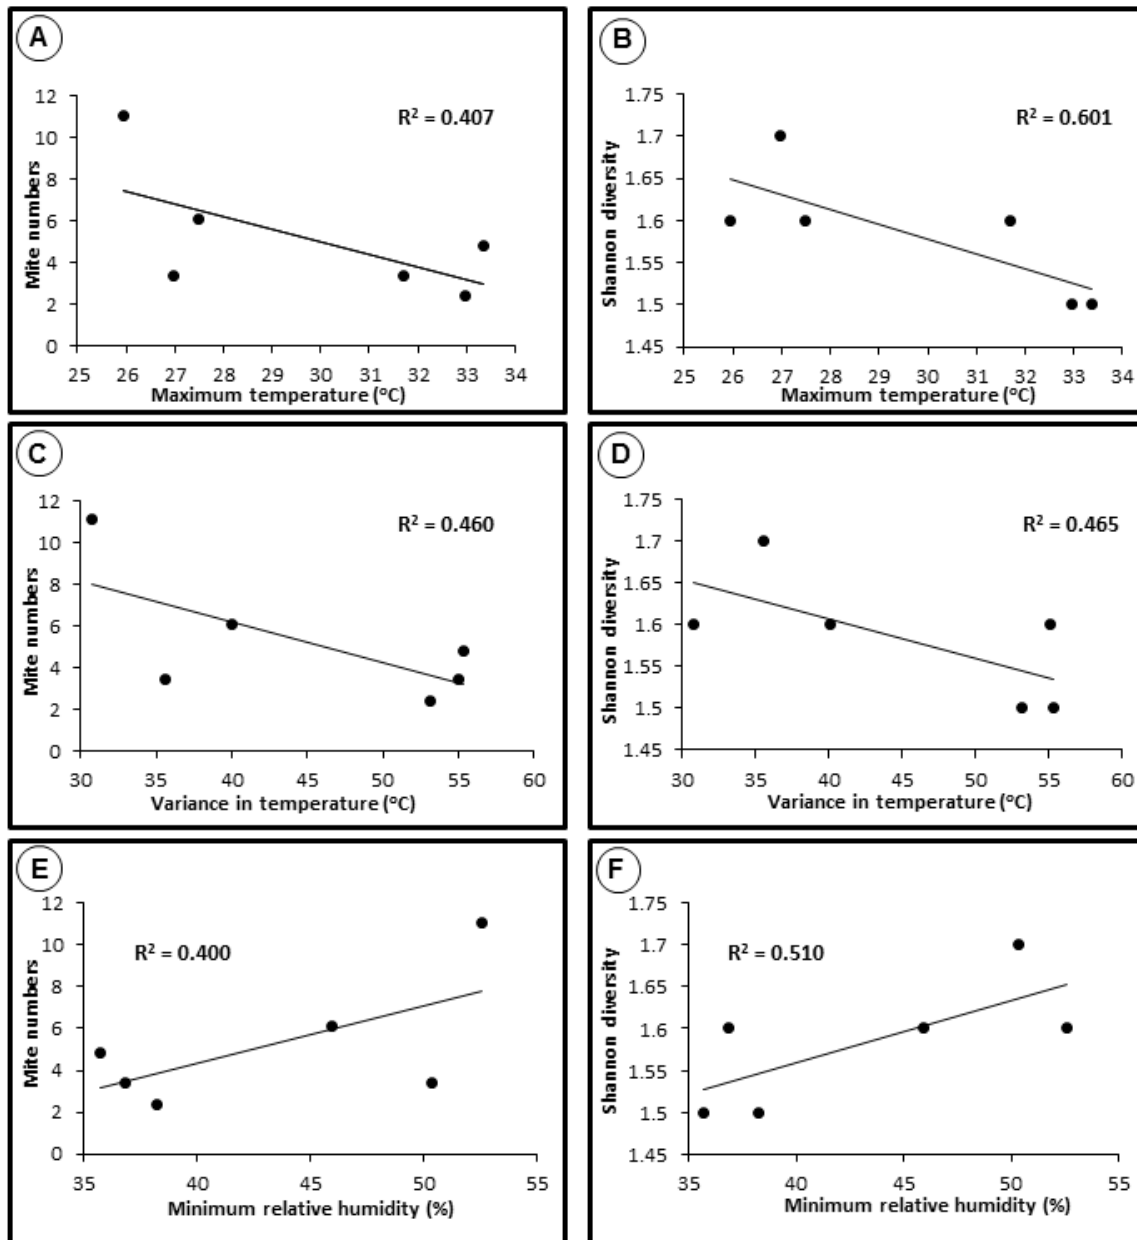 A
R² = 0.407
Mite numbers
12
10
8
6
4
2
0
25 26 27 28 29 30 31 32 33 34
Maximum temperature (°C)
B
R² = 0.601
Shannon diversity
1.75
1.7
1.65
1.6
1.55
1.5
1.45
25 26 27 28 29 30 31 32 33 34
Maximum temperature (°C)
C
R² = 0.460
Mite numbers
12
10
8
6
4
2
0
30 35 40 45 50 55 60
Variance in temperature (°C)
D
R² = 0.465
Shannon diversity
1.75
1.7
1.65
1.6
1.55
1.5
1.45
30 35 40 45 50 55 60
Variance in temperature (°C)
E
R² = 0.400
Mite numbers
12
10
8
6
4
2
0
35 40 45 50 55
Minimum relative humidity (%)
F
R² = 0.510
Shannon diversity
1.75
1.7
1.65
1.6
1.55
1.5
1.45
35 40 45 50 55
Minimum relative humidity (%)